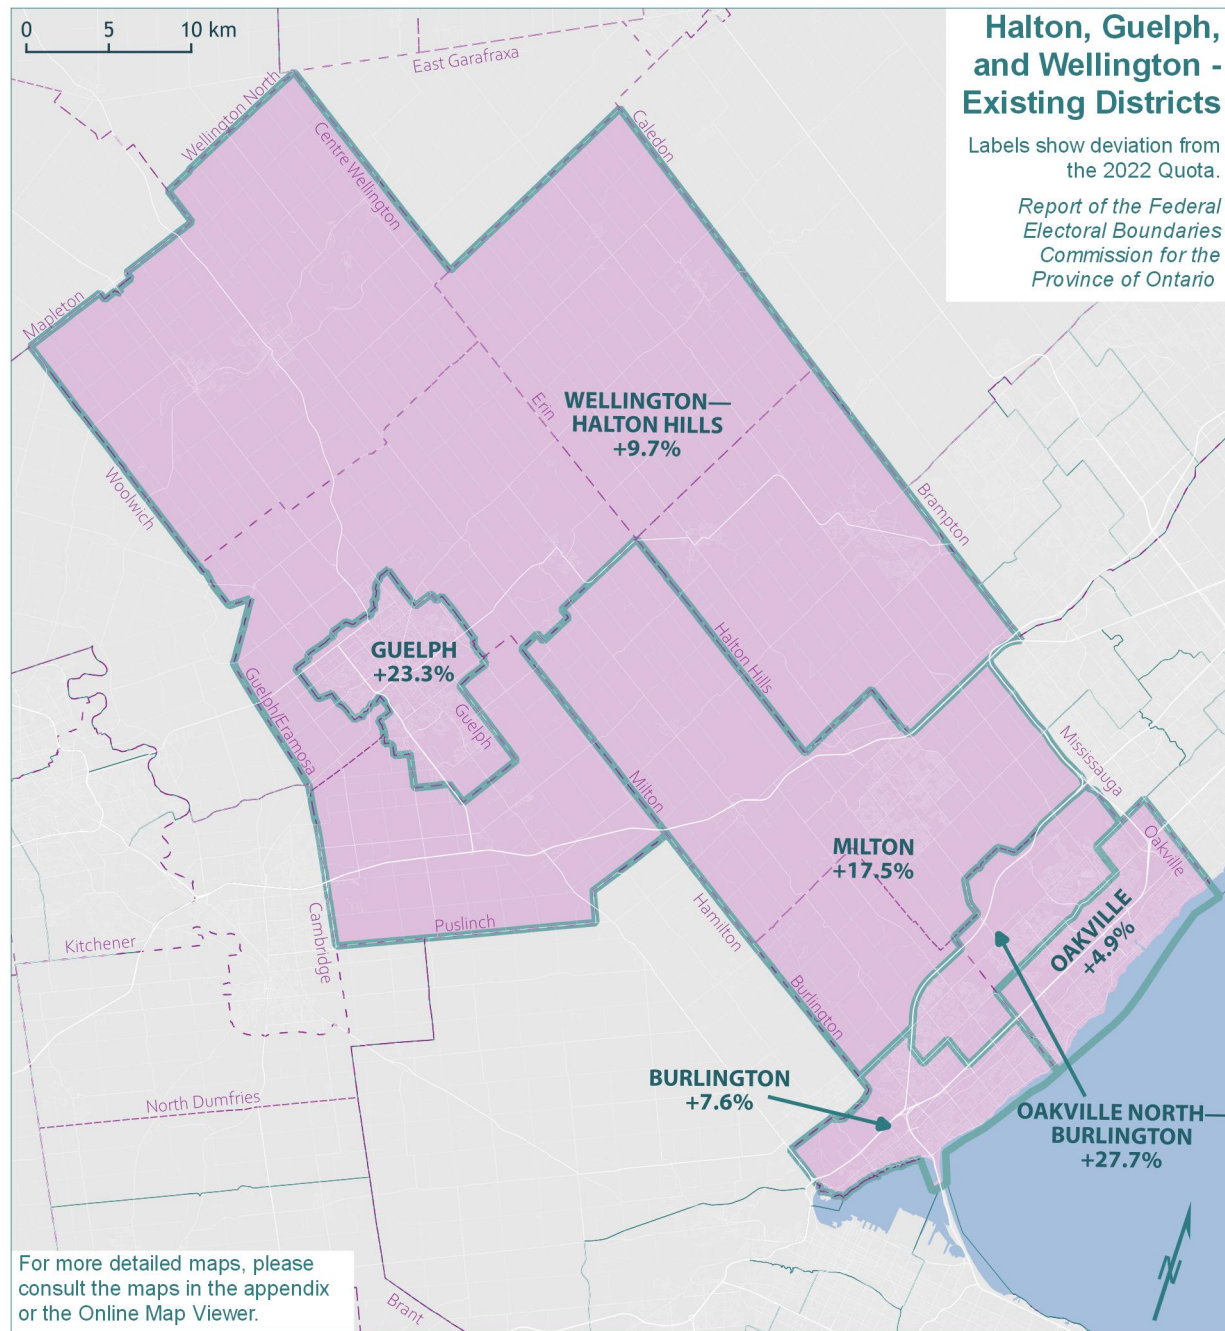 0 5 10 km
Halton, Guelph,
and Wellington -
Existing Districts
Labels show deviation from
the 2022 Quota.
Report of the Federal
Electoral Boundaries
Commission for the
Province of Ontario
East Garafraxa
Wellington North
Centre Wellington
Caledon
Mapleton
Erin
WELLINGTON—
HALTON HILLS
+9.7%
Woolwich
Brampton
GUELPH
+23.3%
Guelph
Guelph/Eramosa
Halton Hills
Mississauga
Milton
MILTON
+17.5%
Oakville
OAKVILLE
+4.9%
Hamilton
Puslinch
Cambridge
Kitchener
Burlington
North Dumfries
BURLINGTON
+7.6%
OAKVILLE NORTH—
BURLINGTON
+27.7%
N
For more detailed maps, please
consult the maps in the appendix
or the Online Map Viewer.
Brant